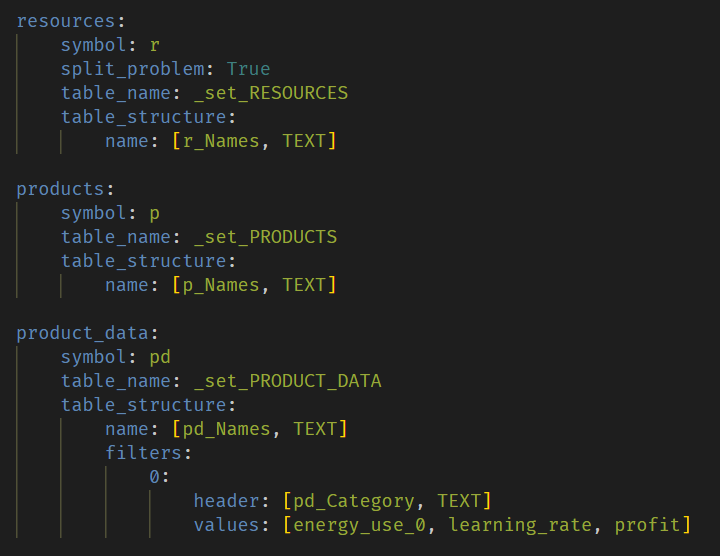 resources:
symbol: r
split_problem: True
table_name: _set_RESOURCES
table_structure:
name: [r_Names, TEXT]
products:
symbol: p
table_name: _set_PRODUCTS
table_structure:
name: [p_Names, TEXT]
product_data:
symbol: pd
table_name: _set_PRODUCT_DATA
table_structure:
name: [pd_Names, TEXT]
filters:
0:
header: [pd_Category, TEXT]
values: [energy_use_0, learning_rate, profit]